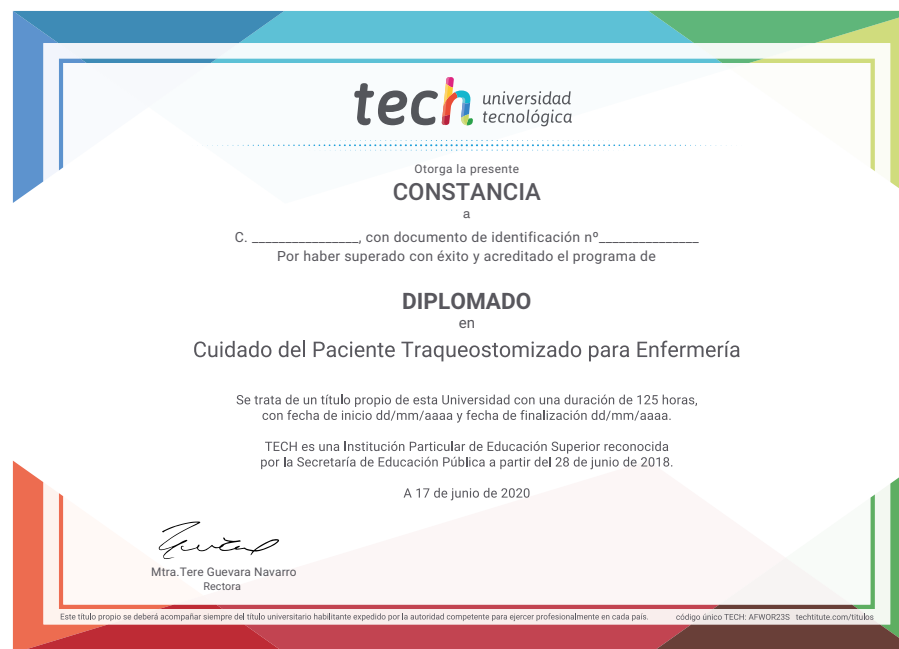 tech universidad
tecnológica
Otorga la presente
CONSTANCIA
a
C. ________________, con documento de identificación nº_______________
Por haber superado con éxito y acreditado el programa de
DIPLOMADO
en
Cuidado del Paciente Traqueostomizado para Enfermería
Se trata de un título propio de esta Universidad con una duración de 125 horas,
con fecha de inicio dd/mm/aaaa y fecha de finalización dd/mm/aaaa.
TECH es una Institución Particular de Educación Superior reconocida
por la Secretaría de Educación Pública a partir del 28 de junio de 2018.
A 17 de junio de 2020
Mtra.Tere Guevara Navarro
Rectora
Este título propio se deberá acompañar siempre del título universitario habilitante expedido por la autoridad competente para ejercer profesionalmente en cada país. código único TECH: AFWOR23S techtitute.com/titulos